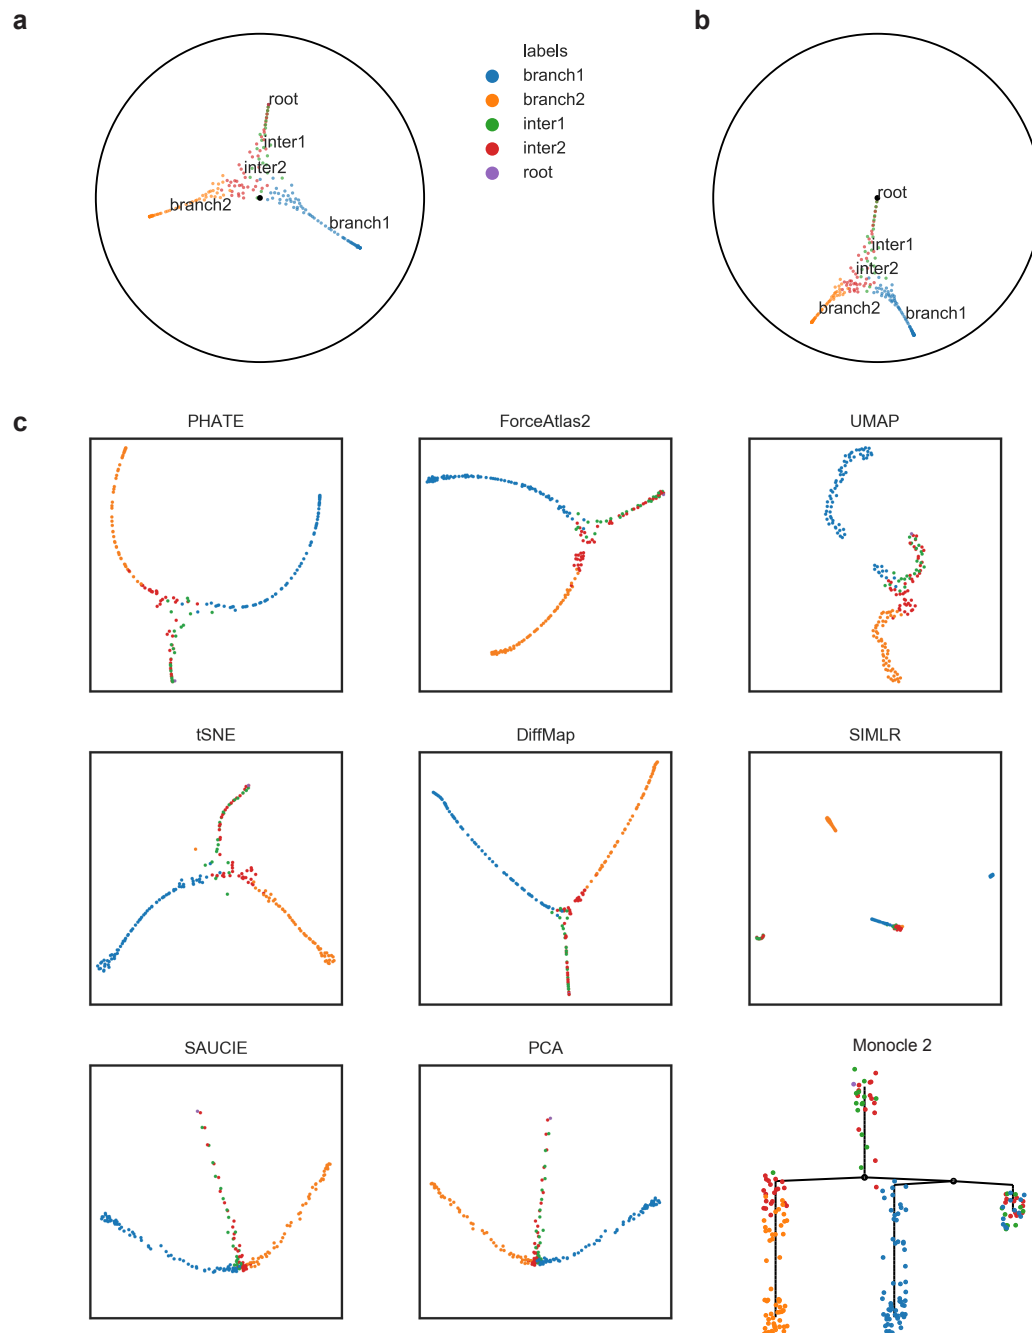 a
root
inter1
inter2
branch2
branch1
labels
branch1
branch2
inter1
inter2
root
b
root
inter1
inter2
branch2
branch1
c
PHATE
ForceAtlas2
UMAP
tSNE
DiffMap
SIMLR
SAUCIE
PCA
Monocle 2